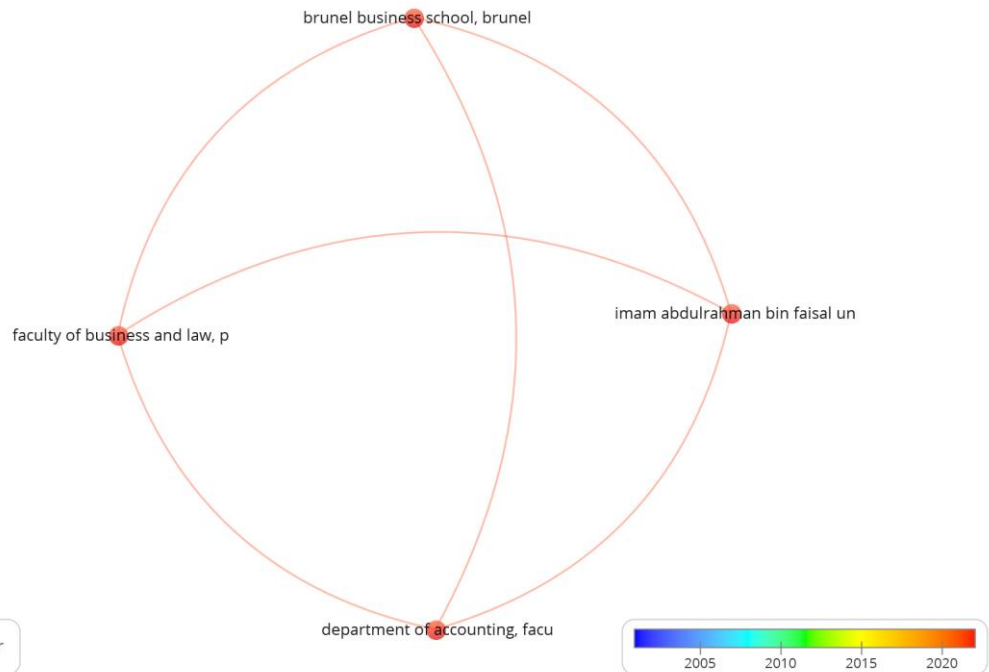 brunel business school, brunel
imam abdulrahman bin faisal un
faculty of business and law, p
department of accounting, facu
2005 2010 2015 2020